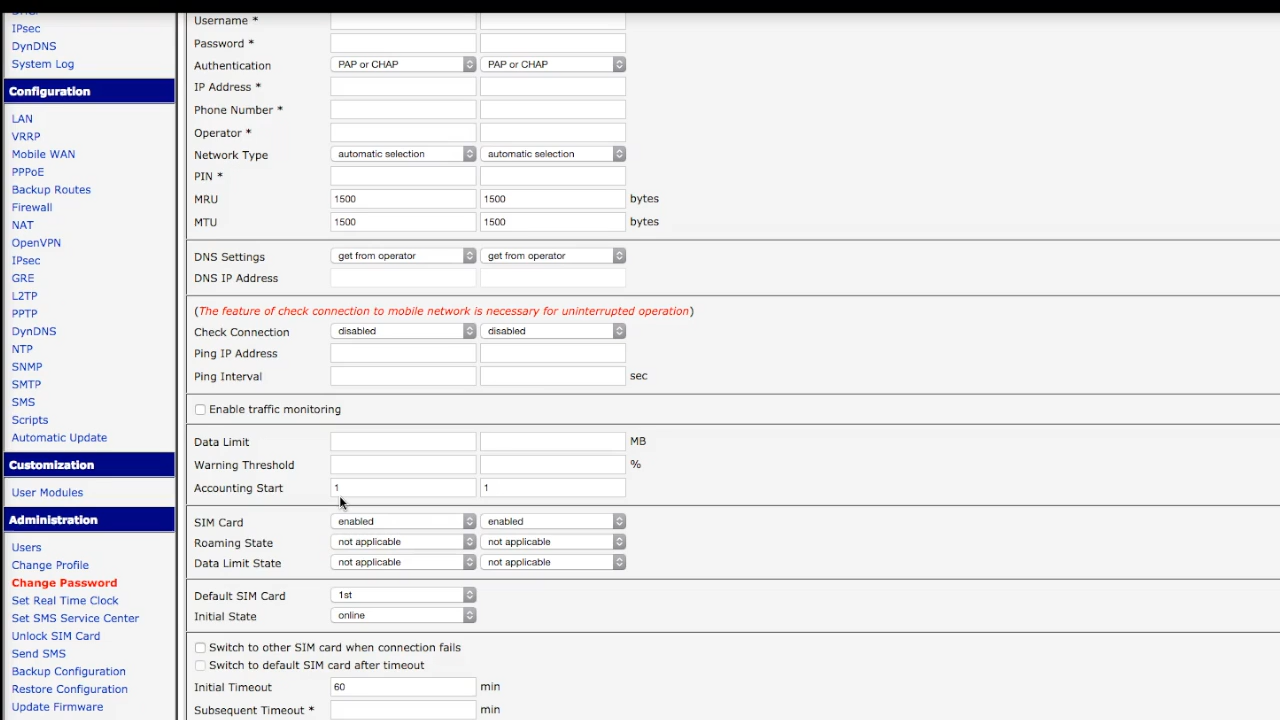 IPsec
DynDNS
System Log
Configuration
LAN
VRRP
Mobile WAN
PPPoE
Backup Routes
Firewall
NAT
OpenVPN
IPsec
GRE
L2TP
PPTP
DynDNS
NTP
SNMP
SMTP
SMS
Scripts
Automatic Update
Customization
User Modules
Administration
Users
Change Profile
Change Password
Set Real Time Clock
Set SMS Service Center
Unlock SIM Card
Send SMS
Backup Configuration
Restore Configuration
Update Firmware
Username *
Password *
Authentication PAP or CHAP PAP or CHAP
IP Address *
Phone Number *
Operator *
Network Type automatic selection automatic selection
PIN *
MRU 1500 1500 bytes
MTU 1500 1500 bytes
DNS Settings get from operator get from operator
DNS IP Address
(The feature of check connection to mobile network is necessary for uninterrupted operation)
Check Connection disabled disabled
Ping IP Address
Ping Interval sec
Enable traffic monitoring
Data Limit MB
Warning Threshold %
Accounting Start 1 1
SIM Card enabled enabled
Roaming State not applicable not applicable
Data Limit State not applicable not applicable
Default SIM Card 1st
Initial State online
Switch to other SIM card when connection fails
Switch to default SIM card after timeout
Initial Timeout 60 min
Subsequent Timeout * min